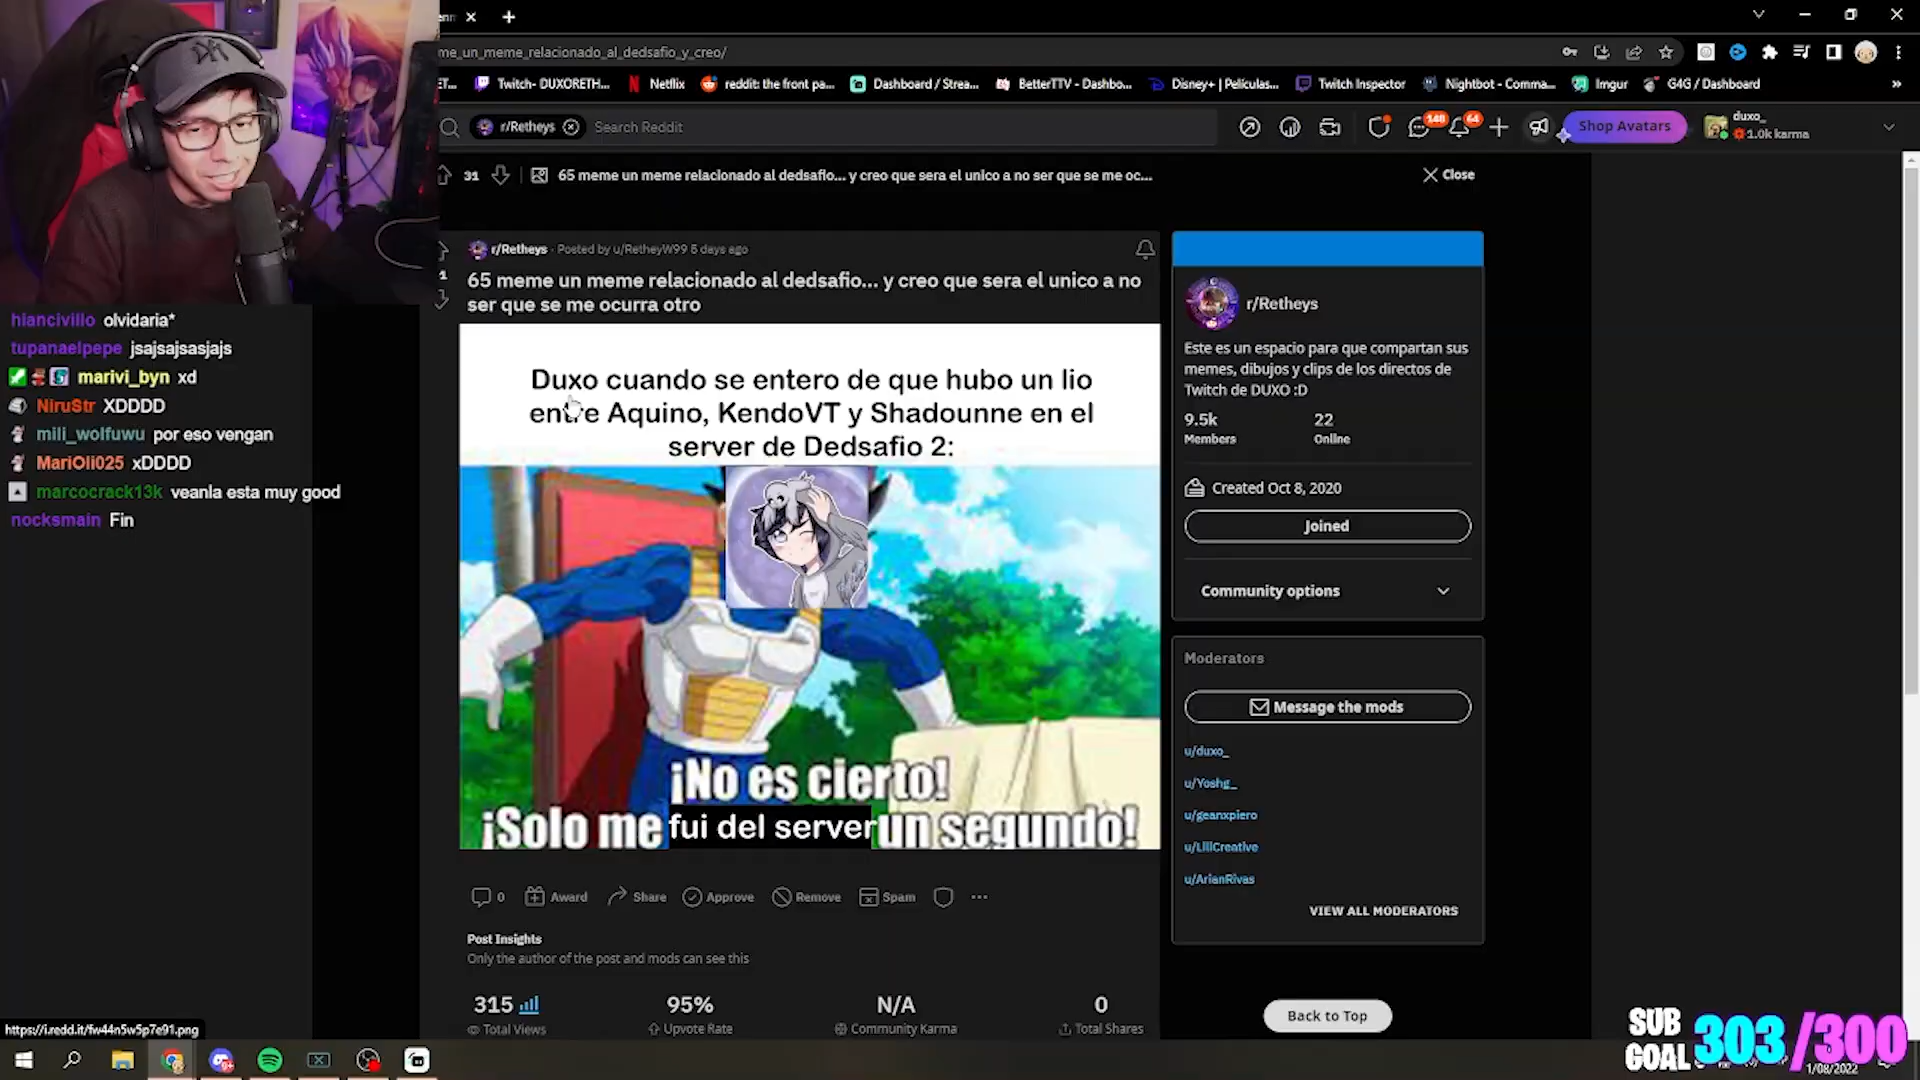 me_un_meme_relacionado_al_dedsafio_y_creo/
Twitch- DUXORETH...
Netflix
reddit: the front pa...
Dashboard / Strea...
BetterTTV - Dashbo...
Disney+ | Películas...
Twitch Inspector
Nightbot - Comma...
Imgur
G4G / Dashboard
»
r/Retheys
Search Reddit
148
64
Shop Avatars
duxo_
1.0k karma
31
65 meme un meme relacionado al dedsafio... y creo que sera el unico a no ser que se me oc...
Close
r/Retheys · Posted by u/RetheyW99 5 days ago
65 meme un meme relacionado al dedsafio... y creo que sera el unico a no
ser que se me ocurra otro
Duxo cuando se entero de que hubo un lio
entre Aquino, KendoVT y Shadounne en el
server de Dedsafio 2:
¡No es cierto!
¡Solo me fui del server un segundo!
0
Award
Share
Approve
Remove
Spam
Post Insights
Only the author of the post and mods can see this
315
95%
N/A
0
Total Views
Upvote Rate
Community Karma
Total Shares
r/Retheys
Este es un espacio para que compartan sus
memes, dibujos y clips de los directos de
Twitch de DUXO :D
9.5k
22
Members
Online
Created Oct 8, 2020
Joined
Community options
Moderators
Message the mods
u/duxo_
u/Yoshg_
u/geanxpiero
u/LiliCreative
u/ArianRivas
VIEW ALL MODERATORS
Back to Top
hiancivillo olvidaria*
tupanaelpepe jsajsajsasjajs
marivi_byn xd
NiruStr XDDDD
mili_wolfuwu por eso vengan
MariOli025 xDDDD
marcocrack13k veanla esta muy good
nocksmain Fin
https://i.redd.it/fw44n5w5p7e91.png
SUB
GOAL
303/300
1/08/2022